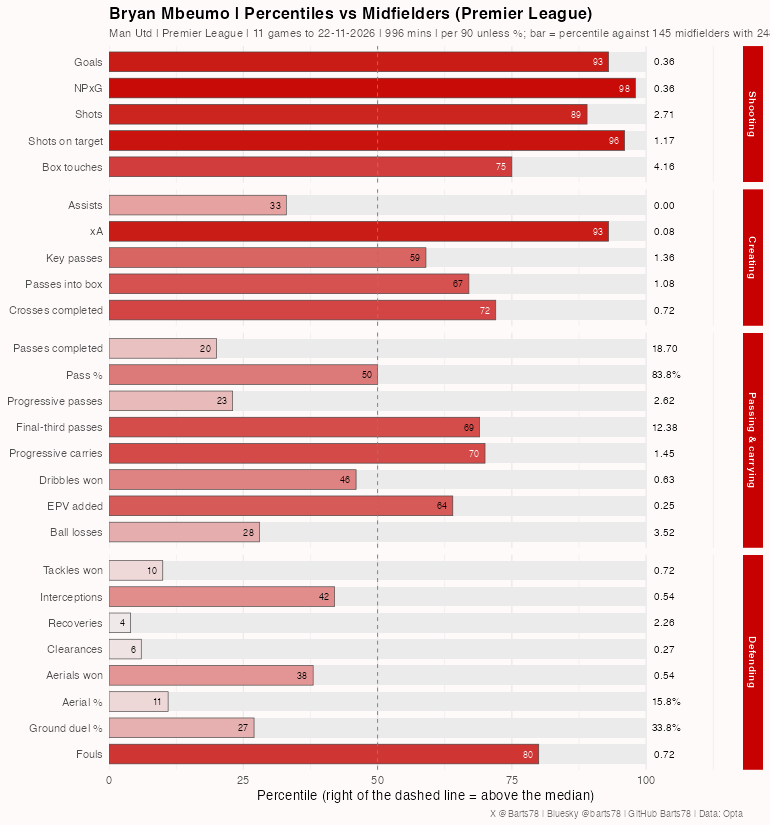 Bryan Mbeumo | Percentiles vs Midfielders (Premier League)
Man Utd | Premier League | 11 games to 22-11-2026 | 996 mins | per 90 unless %; bar = percentile against 145 midfielders with 24
Goals 93 0.36
NPxG 98 0.36
Shots 89 2.71
Shots on target 96 1.17
Box touches 75 4.16
Shooting
Assists 33 0.00
xA 93 0.08
Key passes 59 1.36
Passes into box 67 1.08
Crosses completed 72 0.72
Creating
Passes completed 20 18.70
Pass % 50 83.8%
Progressive passes 23 2.62
Final-third passes 69 12.38
Progressive carries 70 1.45
Dribbles won 46 0.63
EPV added 64 0.25
Ball losses 28 3.52
Passing & carrying
Tackles won 10 0.72
Interceptions 42 0.54
Recoveries 4 2.26
Clearances 6 0.27
Aerials won 38 0.54
Aerial % 11 15.8%
Ground duel % 27 33.8%
Fouls 80 0.72
Defending
0 25 50 75 100
Percentile (right of the dashed line = above the median)
X @Barts78 | Bluesky @barts78 | GitHub Barts78 | Data: Opta